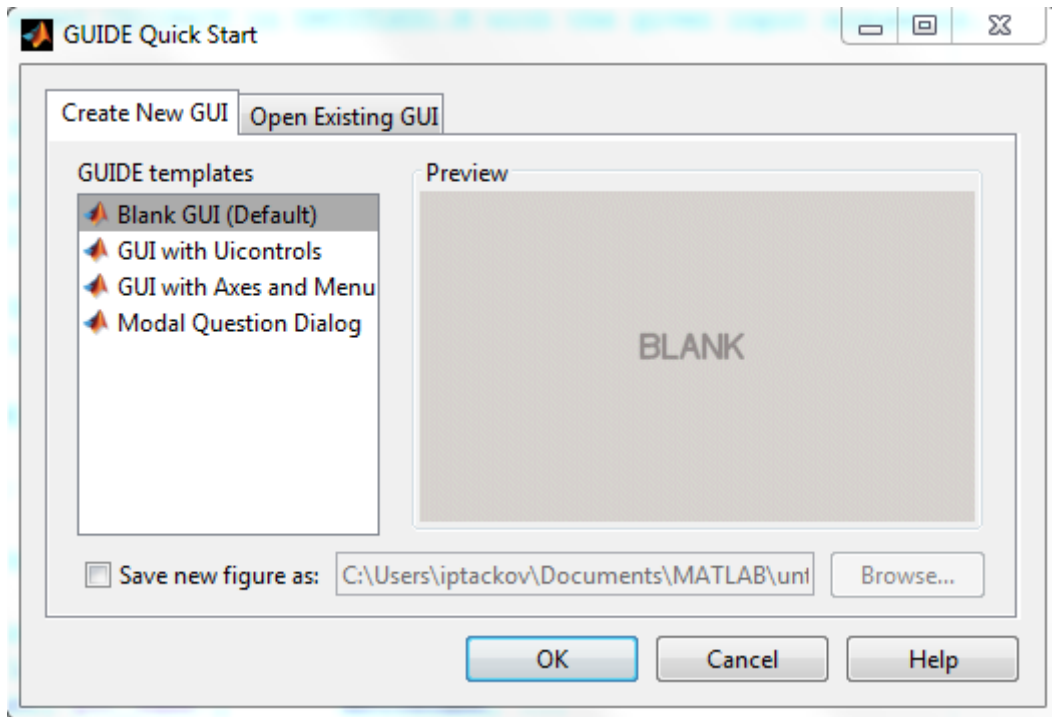 GUIDE Quick Start
Create New GUI
Open Existing GUI
GUIDE templates
Blank GUI (Default)
GUI with Uicontrols
GUI with Axes and Menu
Modal Question Dialog
Preview
BLANK
Save new figure as:
C:\Users\iptackov\Documents\MATLAB\unt
Browse...
OK
Cancel
Help